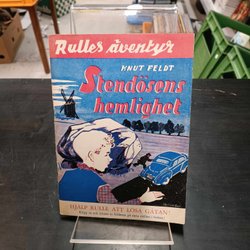 Rulles äventyr
KNUT FELDT
Stendösens
hemlighet
HJÄLP RULLE ATT LÖSA GÅTAN!